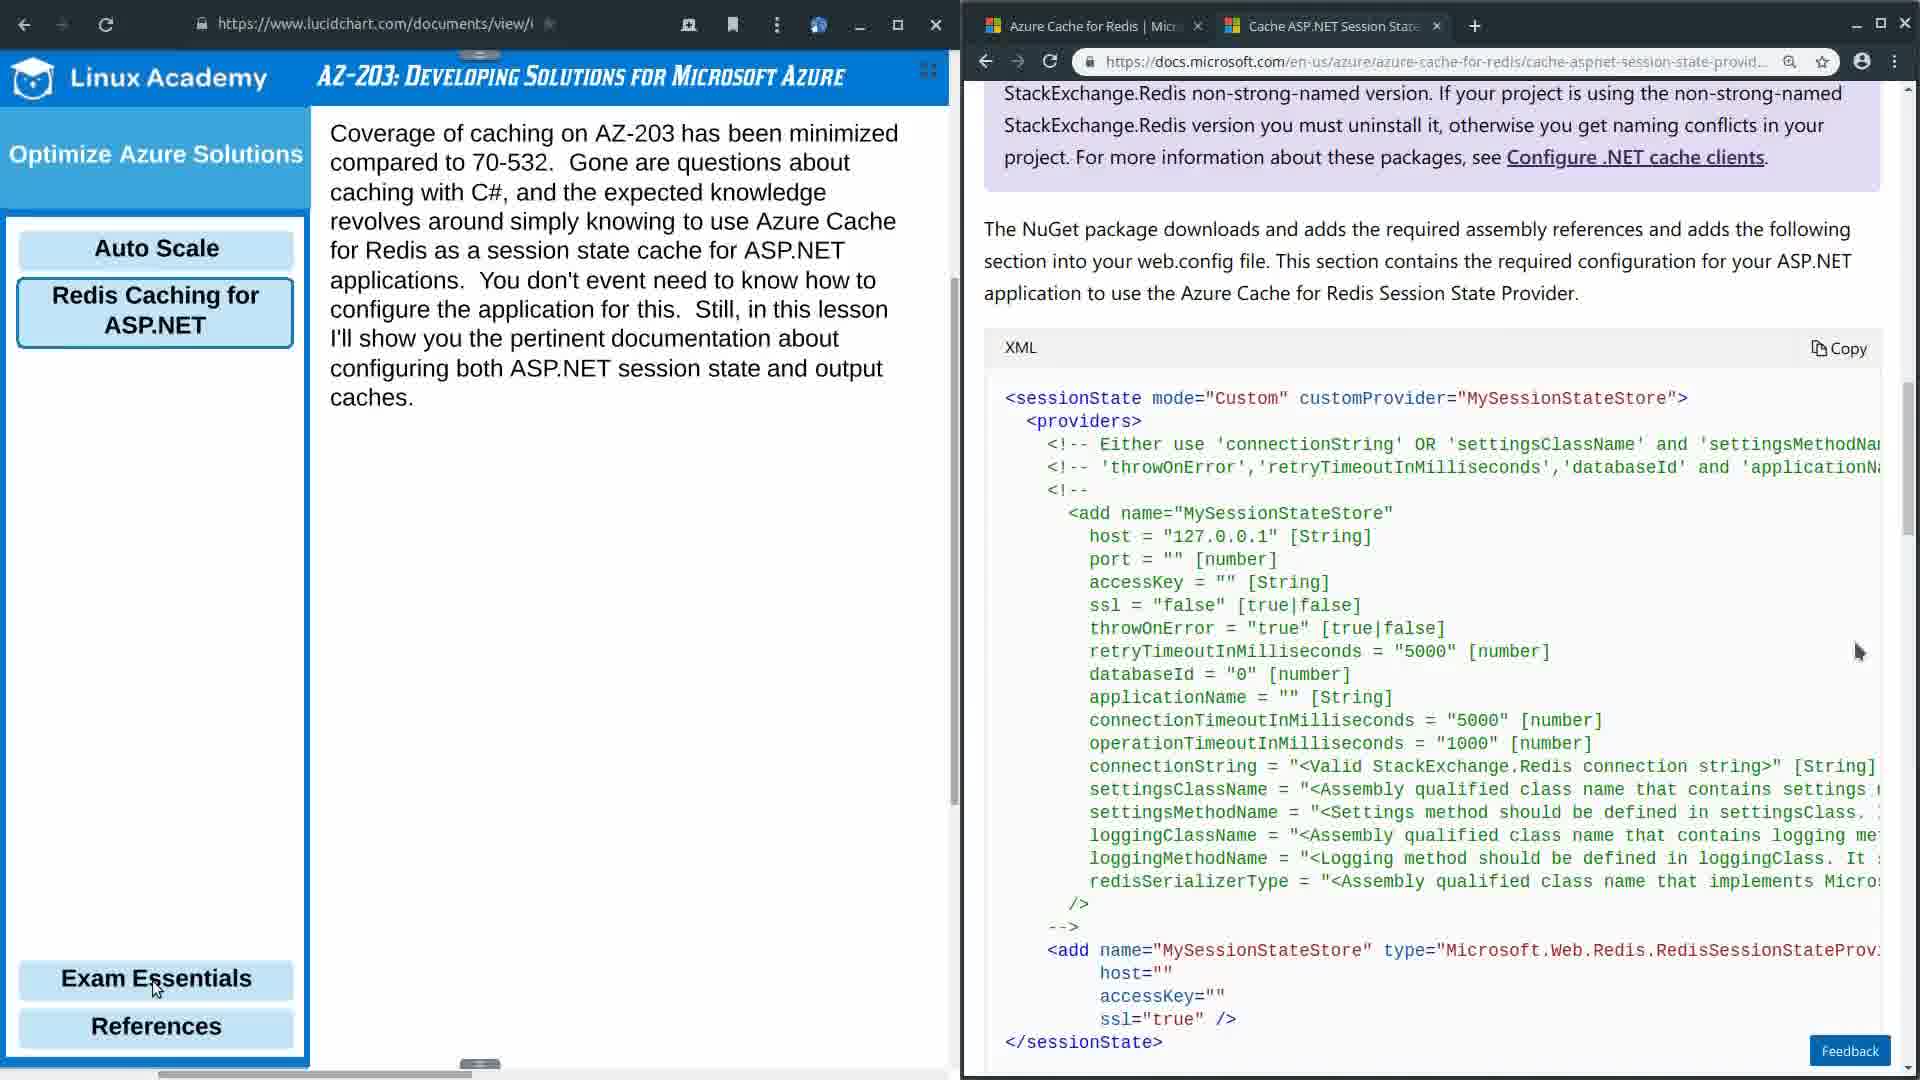 https://www.lucidchart.com/documents/view/
Linux Academy
AZ-203: Developing Solutions for Microsoft Azure
Optimize Azure Solutions
Auto Scale
Redis Caching for
ASP.NET
Exam Essentials
References
Coverage of caching on AZ-203 has been minimized
compared to 70-532.  Gone are questions about
caching with C#, and the expected knowledge
revolves around simply knowing to use Azure Cache
for Redis as a session state cache for ASP.NET
applications.  You don't event need to know how to
configure the application for this.  Still, in this lesson
I'll show you the pertinent documentation about
configuring both ASP.NET session state and output
caches.
Azure Cache for Redis | Micr
Cache ASP.NET Session State
https://docs.microsoft.com/en-us/azure/azure-cache-for-redis/cache-aspnet-session-state-provid...
StackExchange.Redis non-strong-named version. If your project is using the non-strong-named
StackExchange.Redis version you must uninstall it, otherwise you get naming conflicts in your
project. For more information about these packages, see Configure .NET cache clients.
The NuGet package downloads and adds the required assembly references and adds the following
section into your web.config file. This section contains the required configuration for your ASP.NET
application to use the Azure Cache for Redis Session State Provider.
XML
Copy
<sessionState mode="Custom" customProvider="MySessionStateStore">
<providers>
<!-- Either use 'connectionString' OR 'settingsClassName' and 'settingsMethodNam
<!-- 'throwOnError','retryTimeoutInMilliseconds','databaseId' and 'applicationNa
<!--
<add name="MySessionStateStore"
host = "127.0.0.1" [String]
port = "" [number]
accessKey = "" [String]
ssl = "false" [true|false]
throwOnError = "true" [true|false]
retryTimeoutInMilliseconds = "5000" [number]
databaseId = "0" [number]
applicationName = "" [String]
connectionTimeoutInMilliseconds = "5000" [number]
operationTimeoutInMilliseconds = "1000" [number]
connectionString = "<Valid StackExchange.Redis connection string>" [String]
settingsClassName = "<Assembly qualified class name that contains settings
settingsMethodName = "<Settings method should be defined in settingsClass.
loggingClassName = "<Assembly qualified class name that contains logging me
loggingMethodName = "<Logging method should be defined in loggingClass. It
redisSerializerType = "<Assembly qualified class name that implements Micros
/>
-->
<add name="MySessionStateStore" type="Microsoft.Web.Redis.RedisSessionStateProvi
host=""
accessKey=""
ssl="true" />
</sessionState>
Feedback